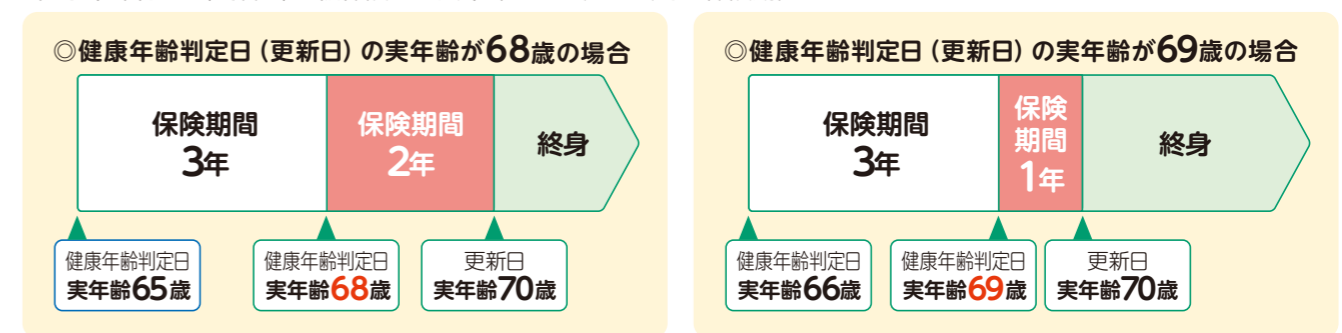 ◎健康年齢判定日（更新日）の実年齢が68歳の場合
保険期間
3年
保険期間
2年
終身
健康年齢判定日
実年齢65歳
健康年齢判定日
実年齢68歳
更新日
実年齢70歳
◎健康年齢判定日（更新日）の実年齢が69歳の場合
保険期間
3年
保険
期間
1年
終身
健康年齢判定日
実年齢66歳
健康年齢判定日
実年齢69歳
更新日
実年齢70歳